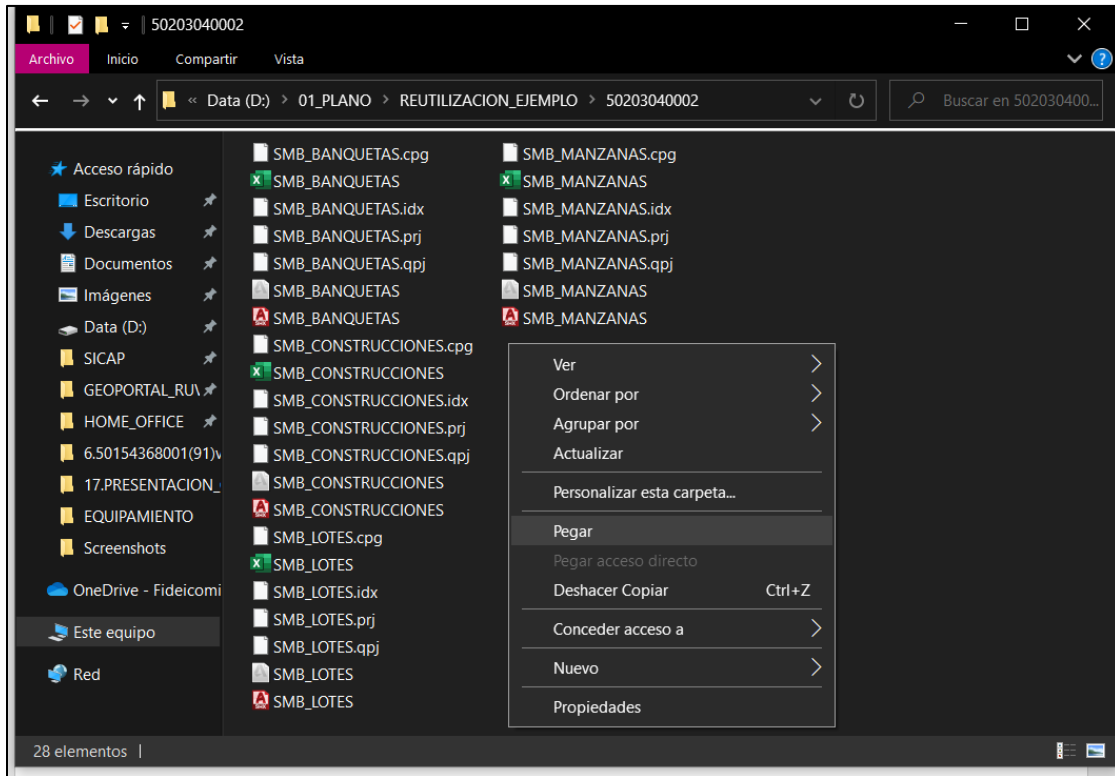 50203040002
Archivo Inicio Compartir Vista
« Data (D:) > 01_PLANO > REUTILIZACION_EJEMPLO > 50203040002
Buscar en 502030400...
Acceso rápido
Escritorio
Descargas
Documentos
Imágenes
Data (D:)
SICAP
GEOPORTAL_RU\
HOME_OFFICE
6.50154368001(91)v
17.PRESENTACION_
EQUIPAMIENTO
Screenshots
OneDrive - Fideicomi
Este equipo
Red
SMB_BANQUETAS.cpg
SMB_BANQUETAS
SMB_BANQUETAS.idx
SMB_BANQUETAS.prj
SMB_BANQUETAS.qpj
SMB_BANQUETAS
SMB_BANQUETAS
SMB_CONSTRUCCIONES.cpg
SMB_CONSTRUCCIONES
SMB_CONSTRUCCIONES.idx
SMB_CONSTRUCCIONES.prj
SMB_CONSTRUCCIONES.qpj
SMB_CONSTRUCCIONES
SMB_CONSTRUCCIONES
SMB_LOTES.cpg
SMB_LOTES
SMB_LOTES.idx
SMB_LOTES.prj
SMB_LOTES.qpj
SMB_LOTES
SMB_LOTES
SMB_MANZANAS.cpg
SMB_MANZANAS
SMB_MANZANAS.idx
SMB_MANZANAS.prj
SMB_MANZANAS.qpj
SMB_MANZANAS
SMB_MANZANAS
Ver
Ordenar por
Agrupar por
Actualizar
Personalizar esta carpeta...
Pegar
Pegar acceso directo
Deshacer Copiar Ctrl+Z
Conceder acceso a
Nuevo
Propiedades
28 elementos